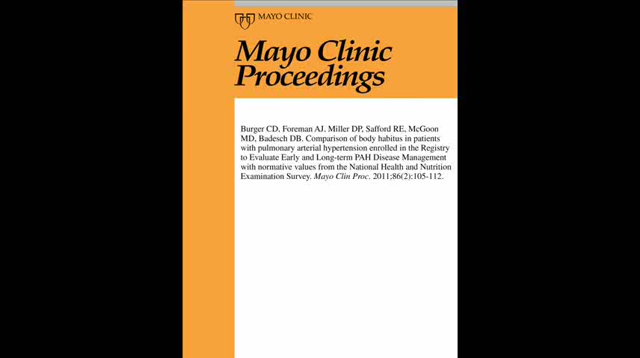 MAYO CLINIC
Mayo Clinic
Proceedings
Burger CD, Foreman AJ, Miller DP, Safford RE, McGoon
MD, Badesch DB. Comparison of body habitus in patients
with pulmonary arterial hypertension enrolled in the Registry
to Evaluate Early and Long-term PAH Disease Management
with normative values from the National Health and Nutrition
Examination Survey. Mayo Clin Proc. 2011;86(2):105-112.